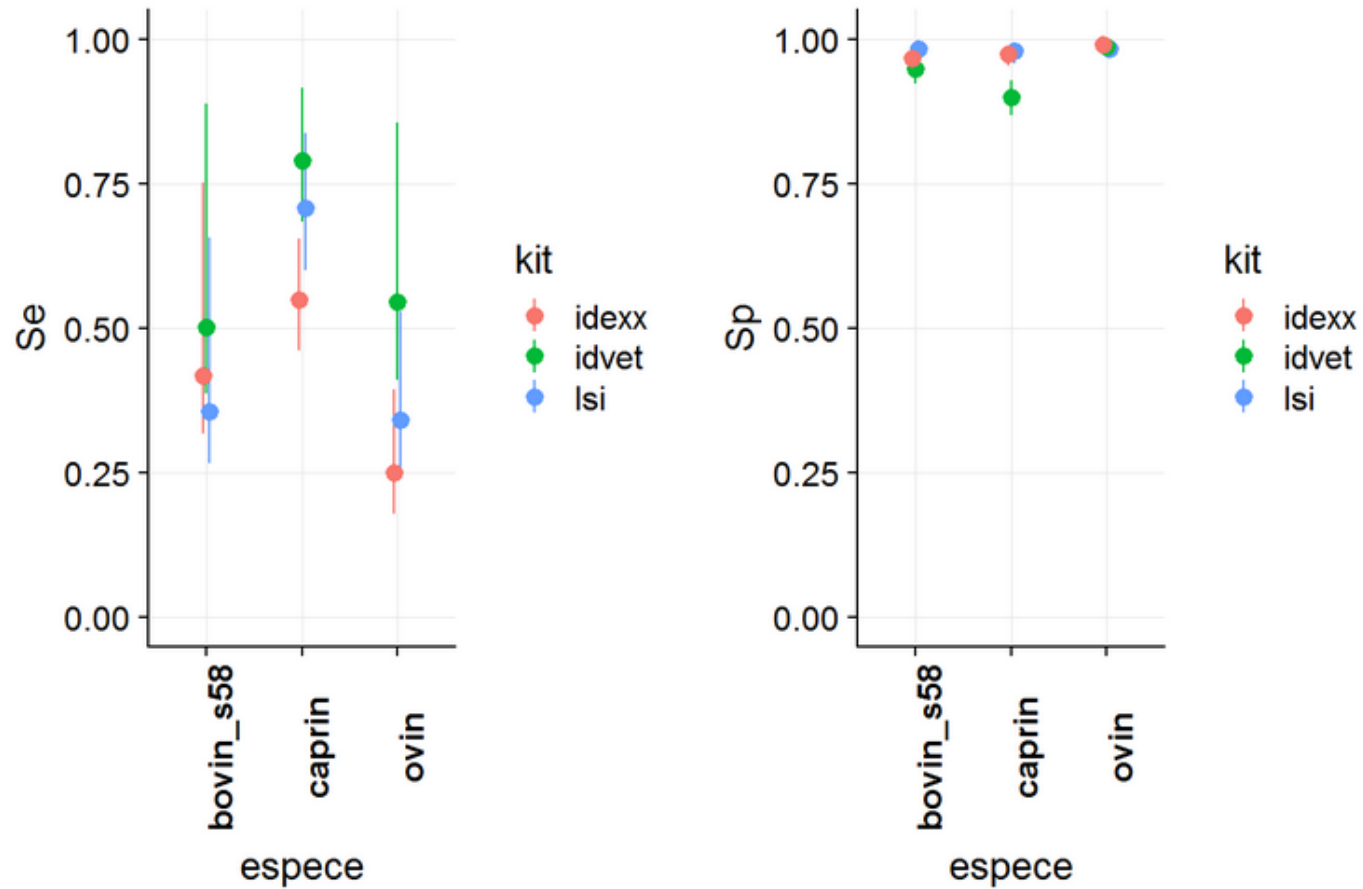 1.00
0.75
0.50
0.25
0.00
Se
bovin_s58
caprin
ovin
espece
kit
idexx
idvet
lsi
1.00
0.75
0.50
0.25
0.00
Sp
bovin_s58
caprin
ovin
espece
kit
idexx
idvet
lsi